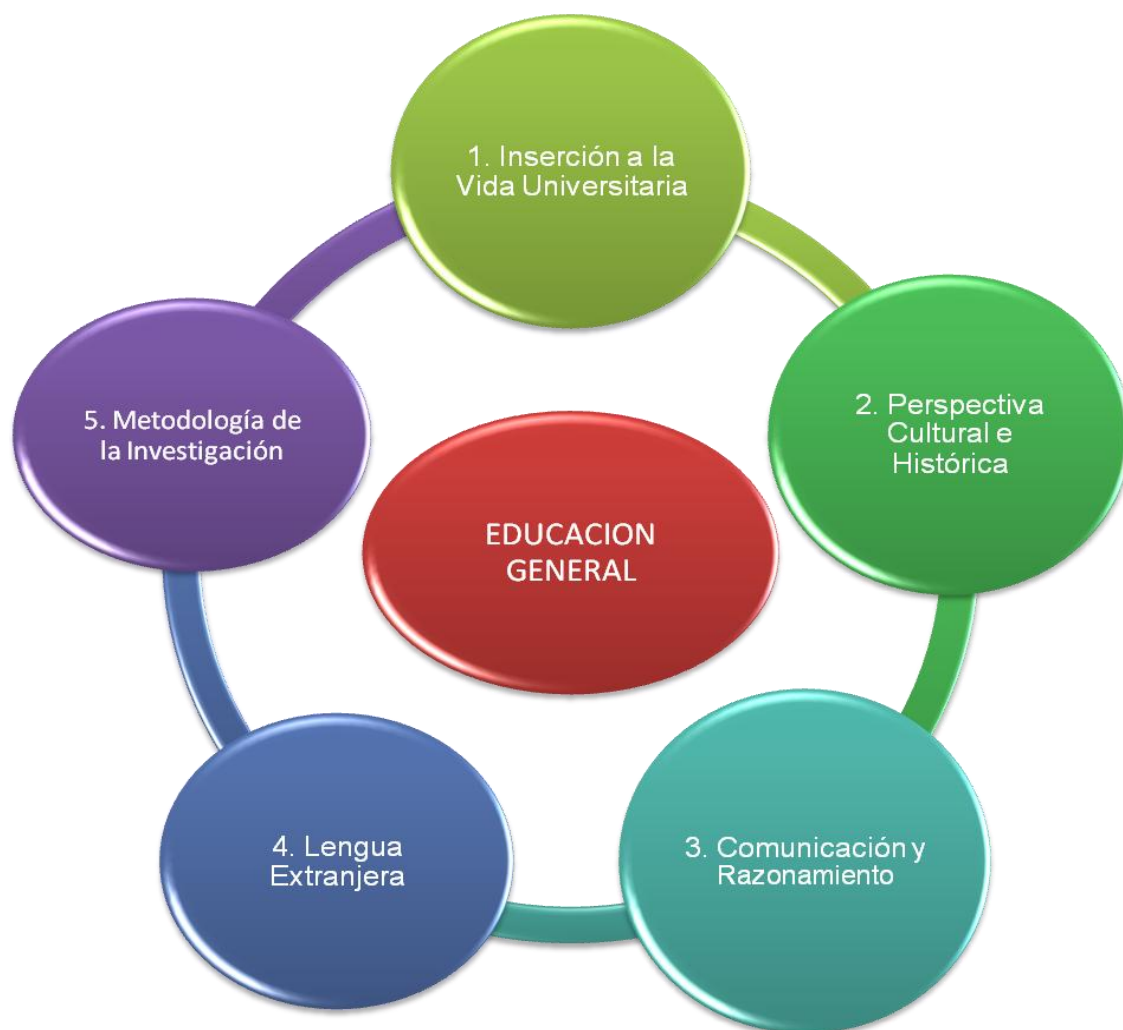 1. Inserción a la
Vida Universitaria
2. Perspectiva
Cultural e
Histórica
3. Comunicación y
Razonamiento
4. Lengua
Extranjera
5. Metodología de
la Investigación
EDUCACION
GENERAL